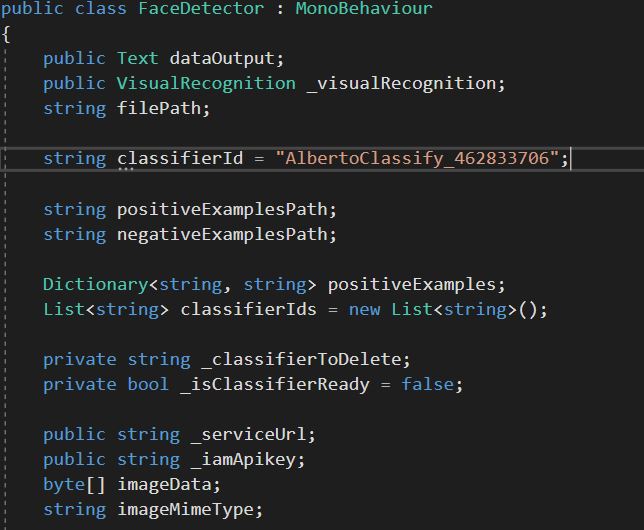 public class FaceDetector : MonoBehaviour
{
public Text dataOutput;
public VisualRecognition _visualRecognition;
string filePath;
string classifierId = "AlbertoClassify_462833706";
string positiveExamplesPath;
string negativeExamplesPath;
Dictionary<string, string> positiveExamples;
List<string> classifierIds = new List<string>();
private string _classifierToDelete;
private bool _isClassifierReady = false;
public string _serviceUrl;
public string _iamApikey;
byte[] imageData;
string imageMimeType;